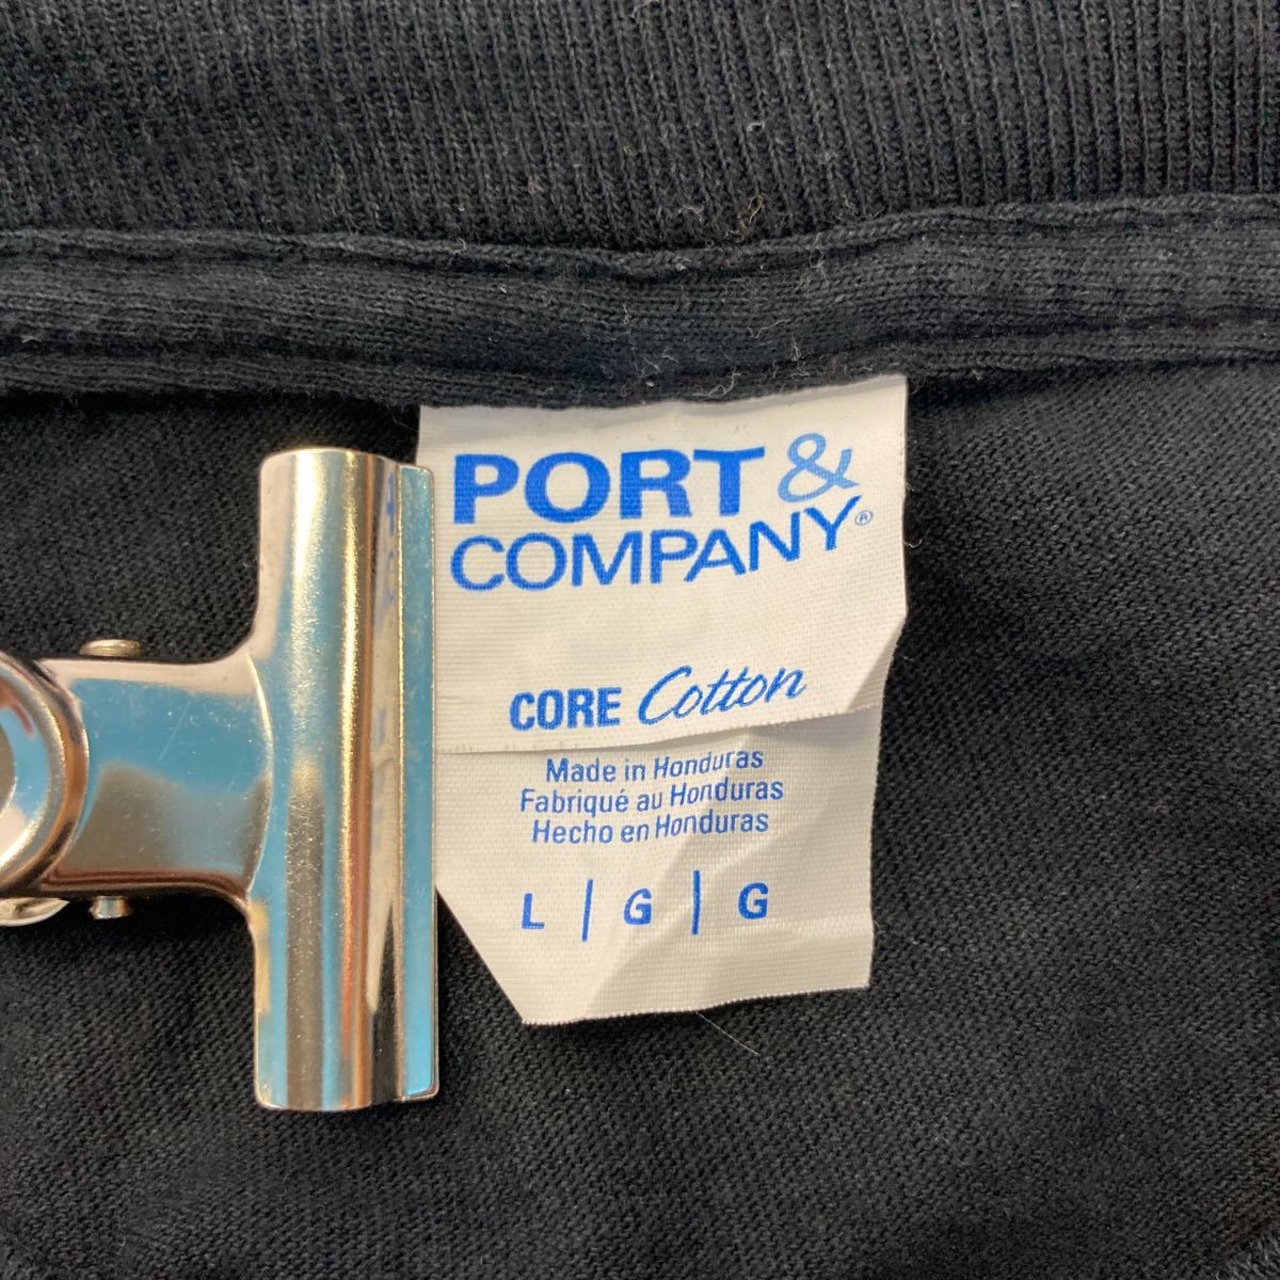 PORT &
COMPANY®
CORE Cotton
Made in Honduras
Fabriqué au Honduras
Hecho en Honduras
L | G | G